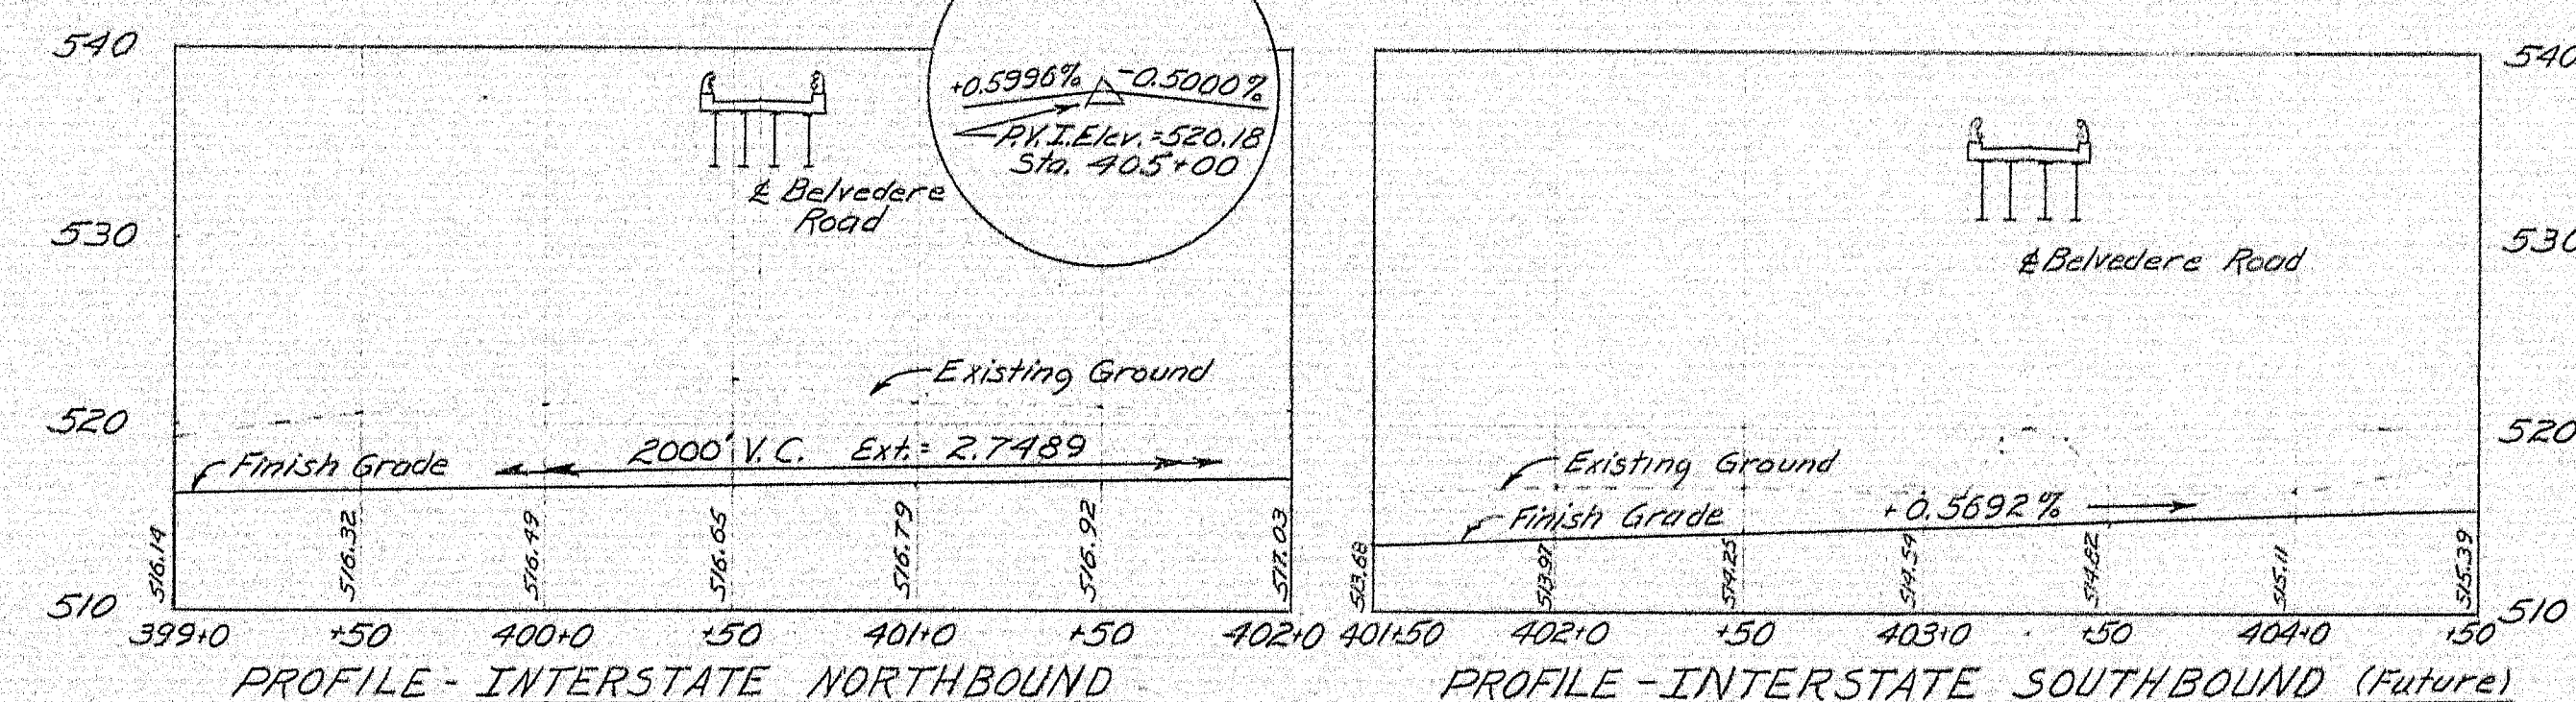 540
530
520
510
+0.5996% -0.5000%
P.V.I. Elev. = 520.18
Sta. 405+00
℄ Belvedere
Road
Existing Ground
2000' V.C. Ext. = 2.7489
Finish Grade
516.14 516.32 516.49 516.65 516.79 516.92 517.03
399+0 +50 400+0 +50 401+0 +50 402+0
PROFILE - INTERSTATE NORTHBOUND
540
530
520
510
℄ Belvedere Road
Existing Ground
Finish Grade
+0.5692%
513.68 513.97 514.25 514.54 514.82 515.11 515.39
401+50 402+0 +50 403+0 +50 404+0 +50
PROFILE - INTERSTATE SOUTHBOUND (Future)